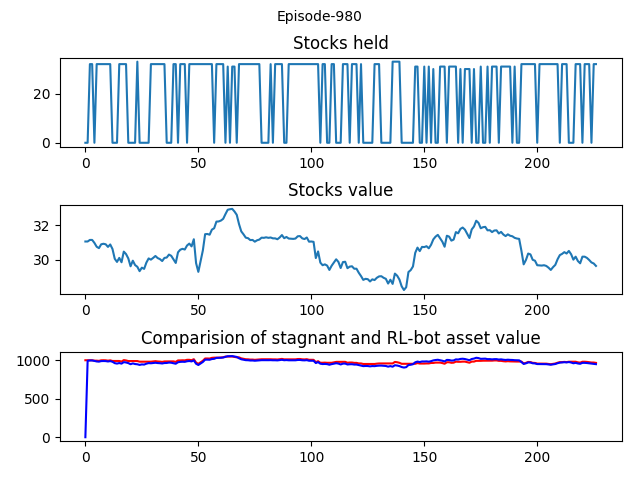 Episode-980
Stocks held
20
0
0 50 100 150 200
Stocks value
32
30
0 50 100 150 200
Comparision of stagnant and RL-bot asset value
1000
500
0
0 50 100 150 200